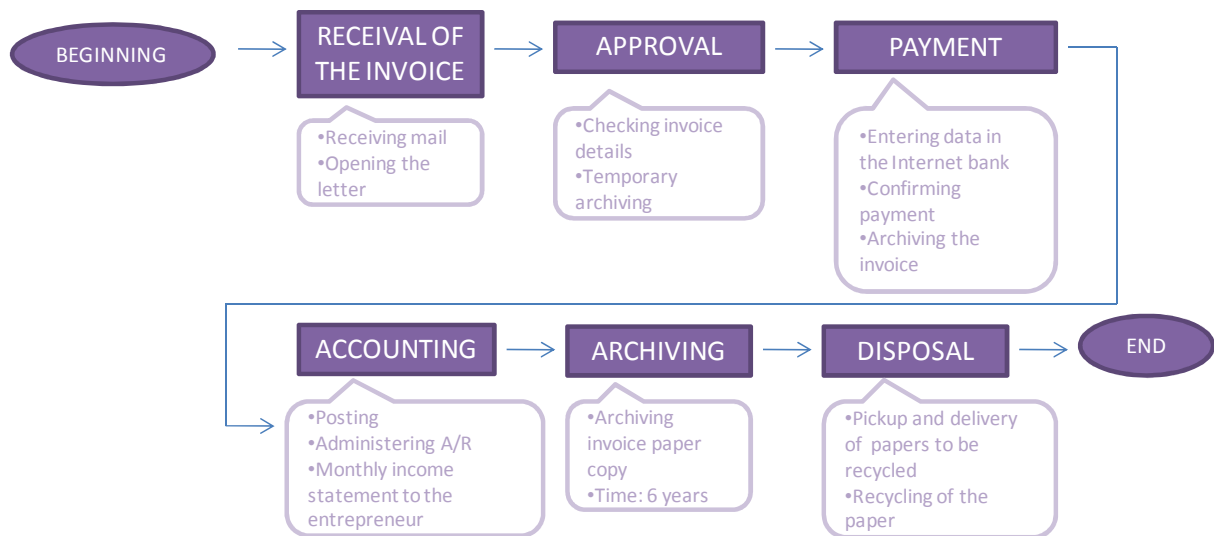 BEGINNING
RECEIVAL OF
THE INVOICE
•Receiving mail
•Opening the
letter
APPROVAL
•Checking invoice
details
•Temporary
archiving
PAYMENT
•Entering data in
the Internet bank
•Confirming
payment
•Archiving the
invoice
ACCOUNTING
•Posting
•Administering A/R
•Monthly income
statement to the
entrepreneur
ARCHIVING
•Archiving
invoice paper
copy
•Time: 6 years
DISPOSAL
•Pickup and delivery
of papers to be
recycled
•Recycling of the
paper
END